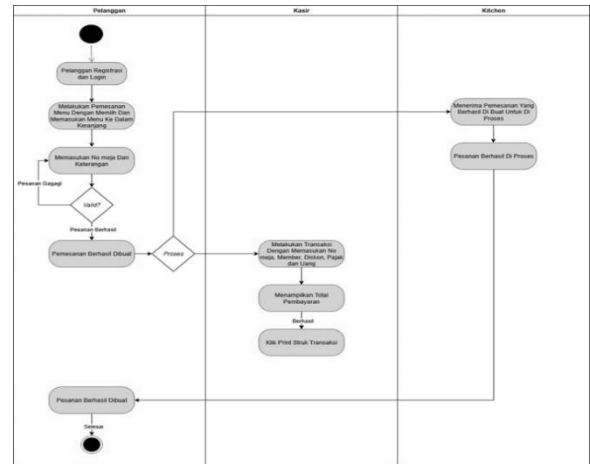 Pelanggan
Kasir
Kitchen
Pelanggan Registrasi
dan Login
Melakukan Pemesanan
Menu Dengan Memilih Dan
Memasukan Menu Ke Dalam
Keranjang
Memasukan No meja Dan
Keterangan
Pesanan Gagagl
Valid?
Pesanan Berhasil
Pemesanan Berhasil Dibuat
Proses
Melakukan Transaksi
Dengan Memasukan No
meja, Membar, Diskon, Pajak
dan Uang
Menampilkan Total
Pembayaran
Berhasil
Klik Print Struk Transaksi
Menerima Pemesanan Yang
Berhasil Di Buat Untuk Di
Proses
Pesanan Berhasil Di Proses
Pesanan Berhasil Dibuat
Selesai